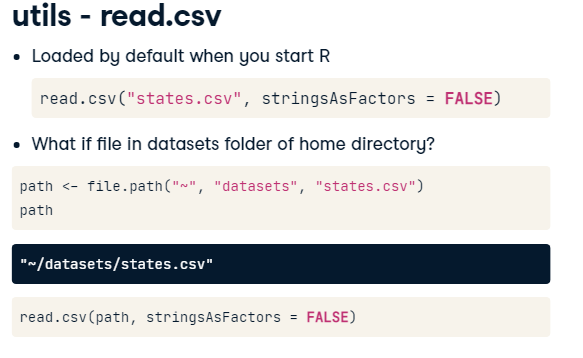 utils - read.csv
Loaded by default when you start R
read.csv("states.csv", stringsAsFactors = FALSE)
What if file in datasets folder of home directory?
path <- file.path("~", "datasets", "states.csv")
path
"~/datasets/states.csv"
read.csv(path, stringsAsFactors = FALSE)